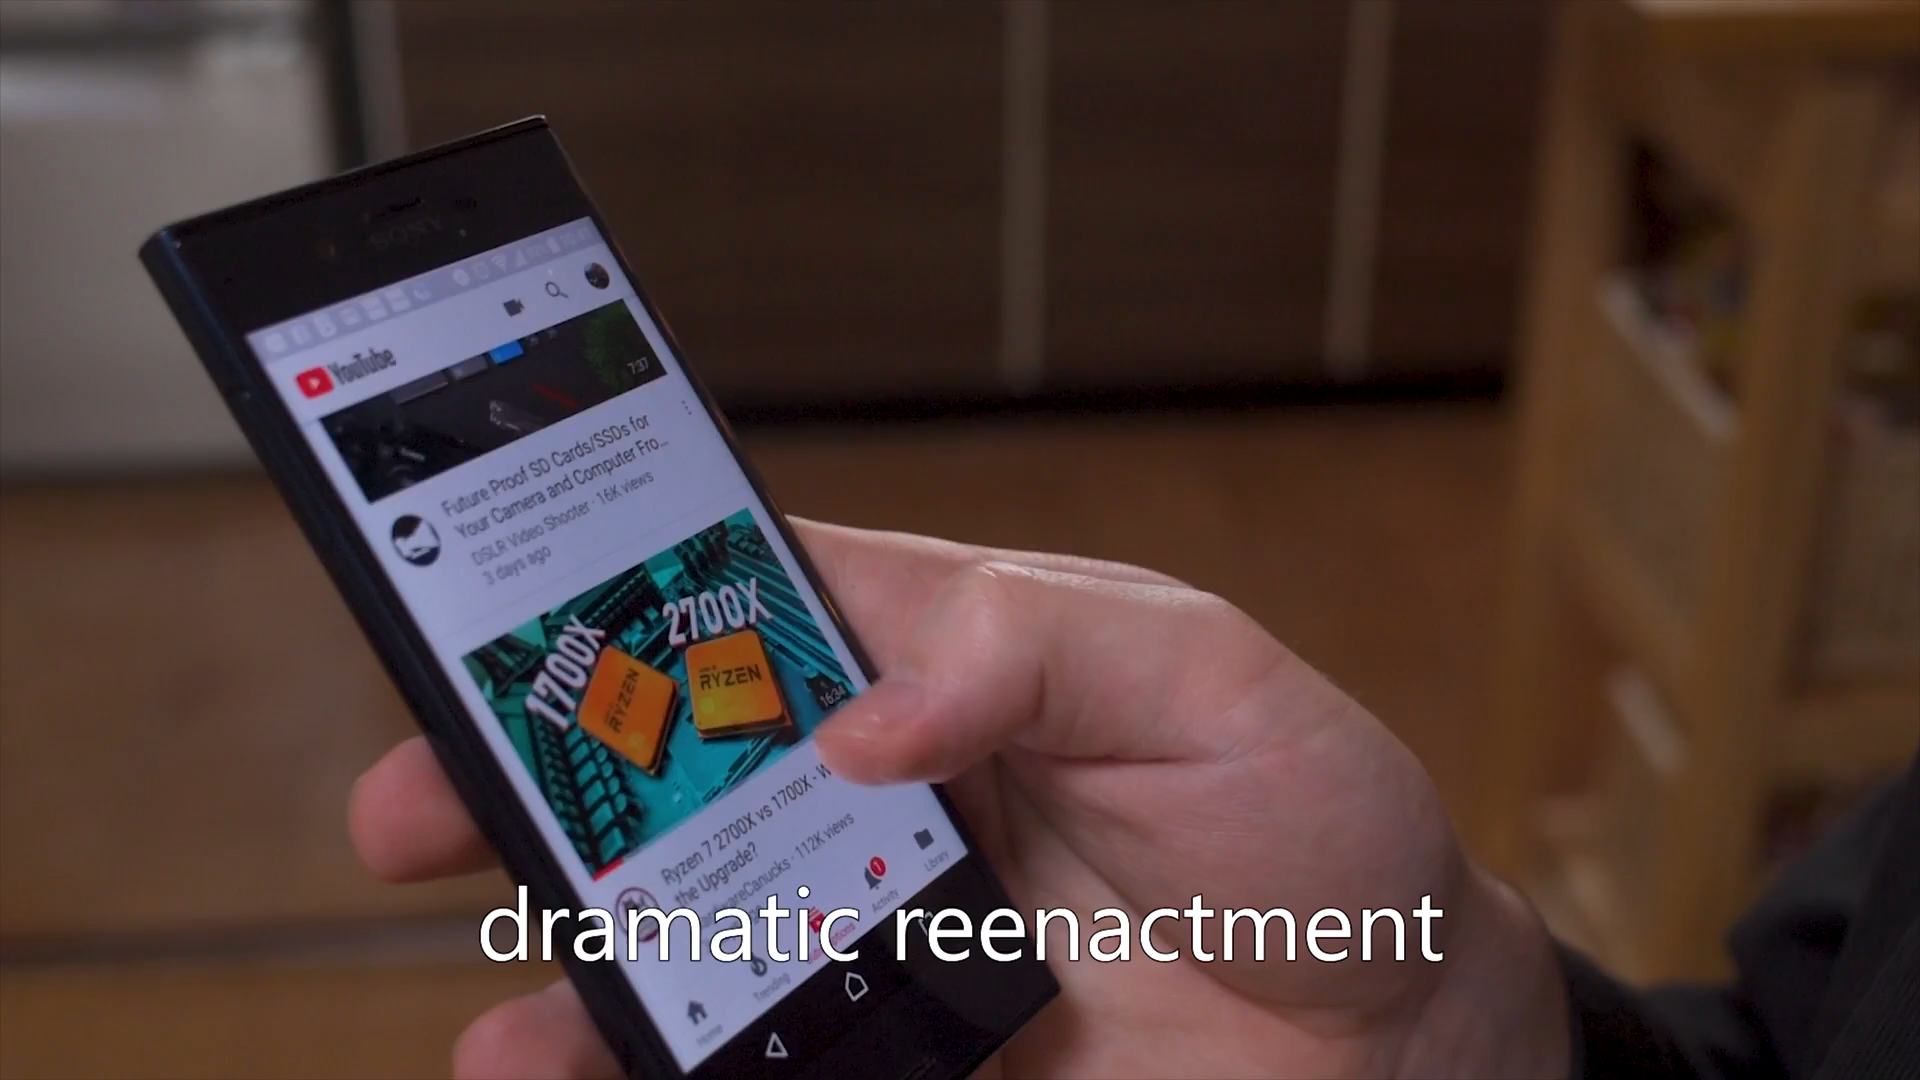 SONY
YouTube
7:37
Future Proof SD Cards/SSDs for
Your Camera and Computer Fro...
DSLR Video Shooter · 16K views
3 days ago
1700X
2700X
RYZEN
RYZEN
16:34
Ryzen 7 2700X vs 1700X - W
the Upgrade?
ardwareCanucks · 112K views
1
Home
Trending
Activity
Library
dramatic reenactment